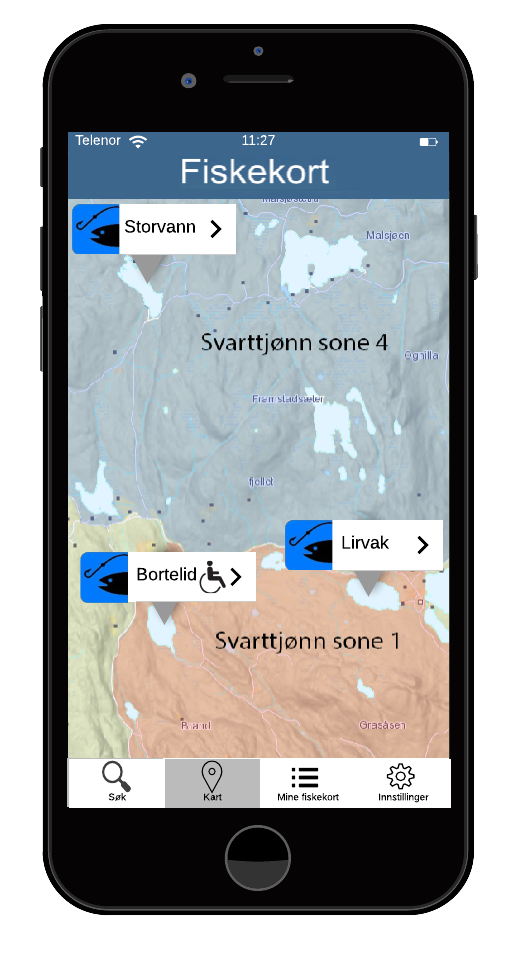 Telenor 11:27
Fiskekort
Storvann
Malsjøen
Svarttjønn sone 4
Ognilla
Framstadsæter
fjellet
Lirvak
Bortelid
Svarttjønn sone 1
Brand
Grasåsen
Søk Kart Mine fiskekort Innstillinger